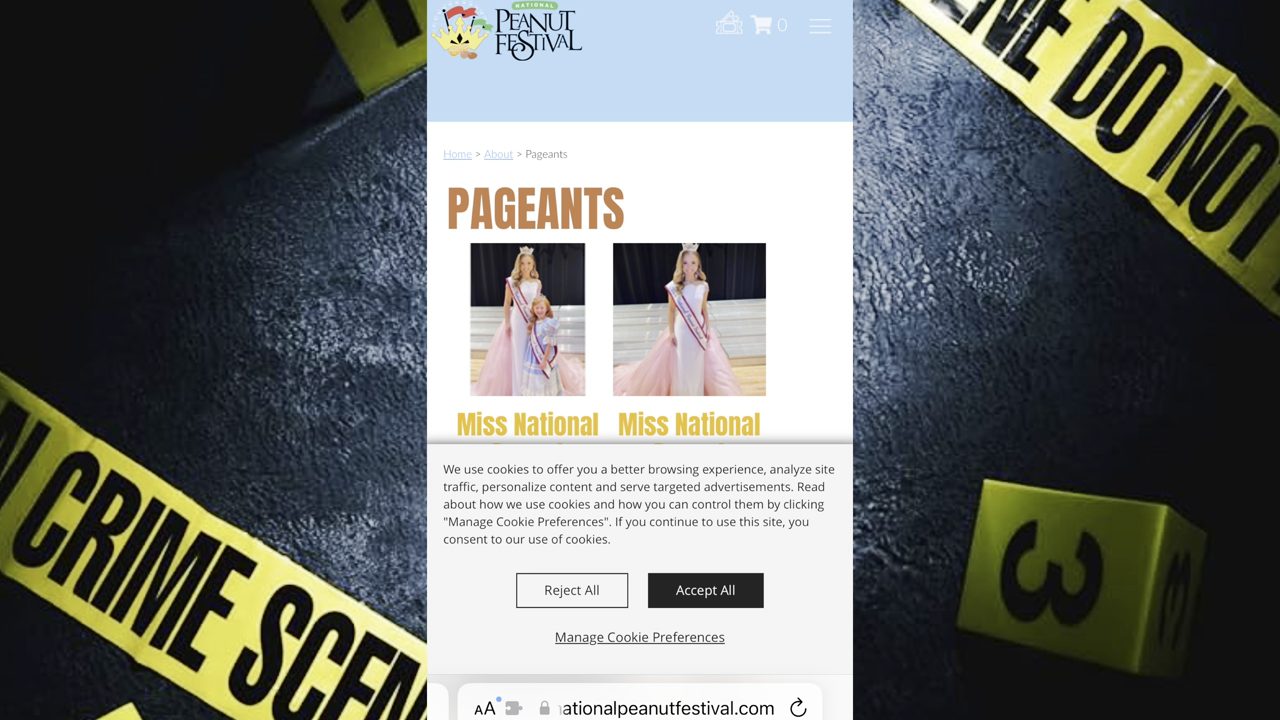 NATIONAL
PEANUT
FESTIVAL
0
Home > About > Pageants
PAGEANTS
Miss National
Miss National
We use cookies to offer you a better browsing experience, analyze site
traffic, personalize content and serve targeted advertisements. Read
about how we use cookies and how you can control them by clicking
"Manage Cookie Preferences". If you continue to use this site, you
consent to our use of cookies.
Reject All
Accept All
Manage Cookie Preferences
AA
ationalpeanutfestival.com
NE DO NOT
CRIME SCEN
3
3